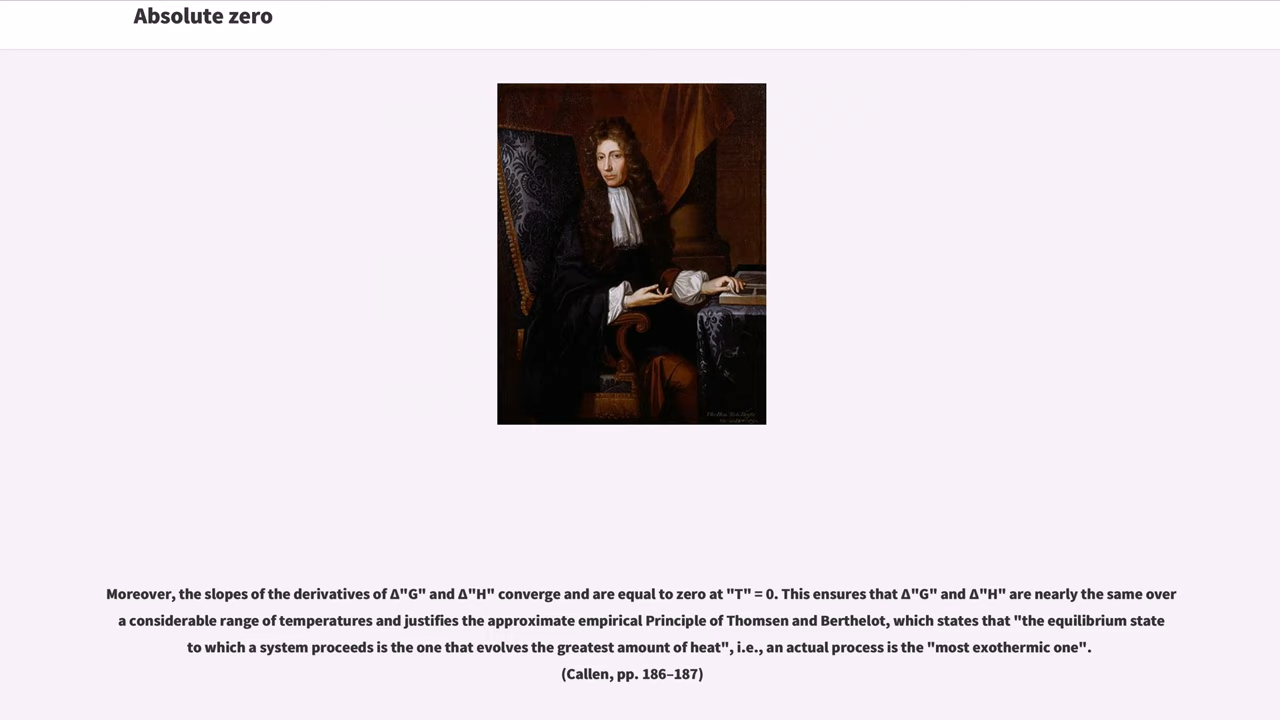 Absolute zero
Moreover, the slopes of the derivatives of Δ"G" and Δ"H" converge and are equal to zero at "T" = 0. This ensures that Δ"G" and Δ"H" are nearly the same over
a considerable range of temperatures and justifies the approximate empirical Principle of Thomsen and Berthelot, which states that "the equilibrium state
to which a system proceeds is the one that evolves the greatest amount of heat", i.e., an actual process is the "most exothermic one".
(Callen, pp. 186–187)